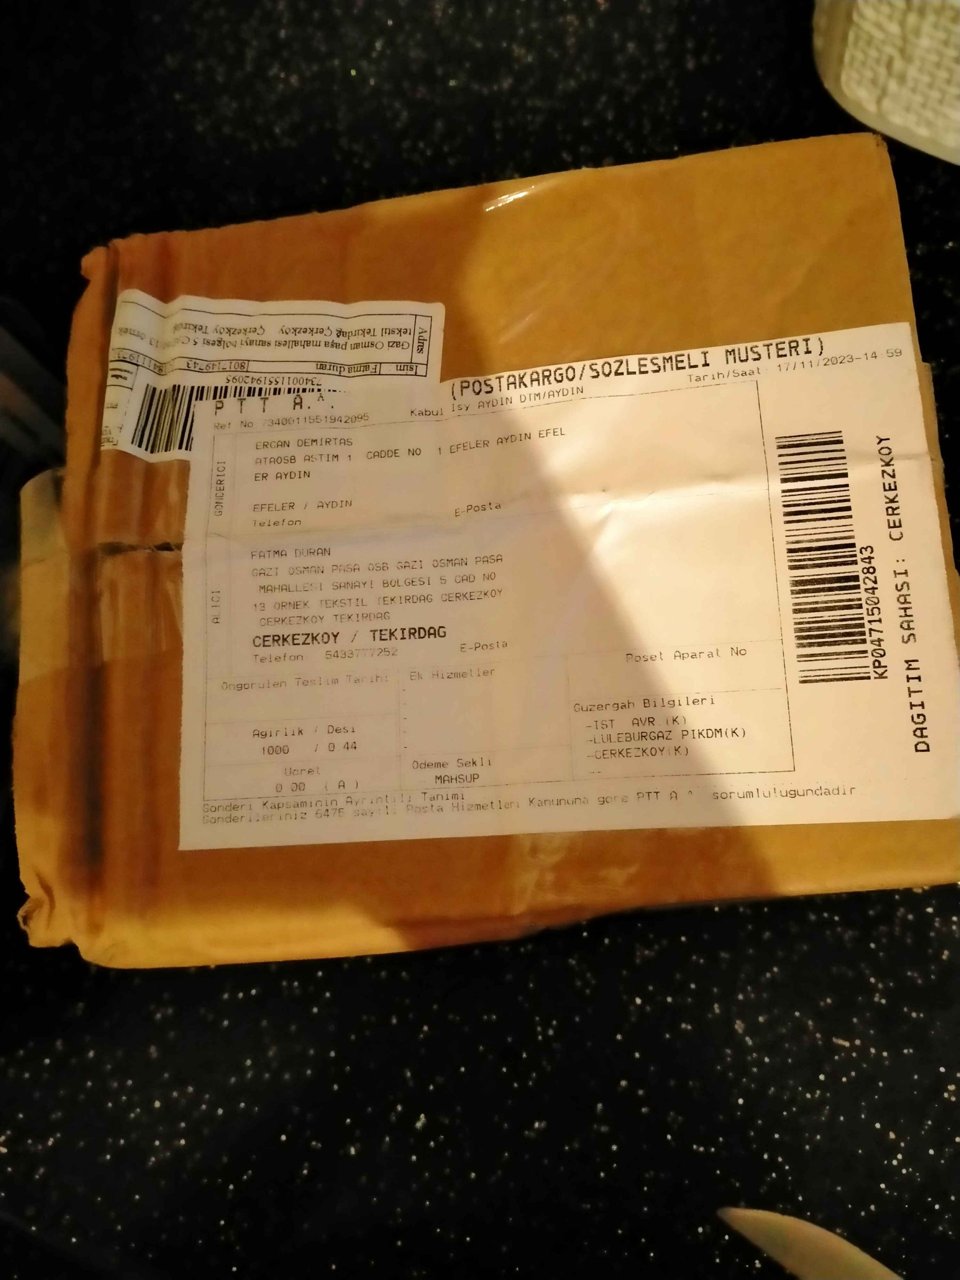 Adres
Gazi Osman paşa mahallesi sanayi bölgesi 5 Ca
tekstil Tekirdağ Çerkezköy Çerkezköy Tekirdağ
İsim Fatma duran
7340011551942095
(POSTAKARGO/SOZLESMELI MUSTERI)
PTT A.
Kabul Isy AYDIN DTM/AYDIN
Tarih/Saat 17/11/2023-14 59
Ref No 7340011551942095
GONDERICI
ERCAN DEMIRTAS
ATAOSB ASTIM 1 CADDE NO 1 EFELER AYDIN EFEL
ER AYDIN
EFELER / AYDIN
Telefon E-Posta
ALICI
FATMA DURAN
GAZI OSMAN PASA OSB GAZI OSMAN PASA
MAHALLESI SANAYI BOLGESI 5 CAD NO
13 ORNEK TEKSTIL TEKIRDAG CERKEZKOY
CERKEZKOY TEKIRDAG
CERKEZKOY / TEKIRDAG
Telefon 5433777252 E-Posta
Ongorulen Teslim Tarih: Ek Hizmetler
Poset Aparat No
Agirlik / Desi
1000 / 0.44
Ucret
0 00 ( A )
Odeme Sekli
MAHSUP
Guzergah Bilgileri
-IST AVR.(K)
-LULEBURGAZ PIKDM(K)
-CERKEZKOY(K)
Gonderi Kapsaminin Ayrintili Tanimi
Gonderileriniz 6475 sayili Posta Hizmetleri Kanununa gore PTT A sorumlulugundadir
KP04715042843
DAGITIM SAHASI: CERKEZKOY